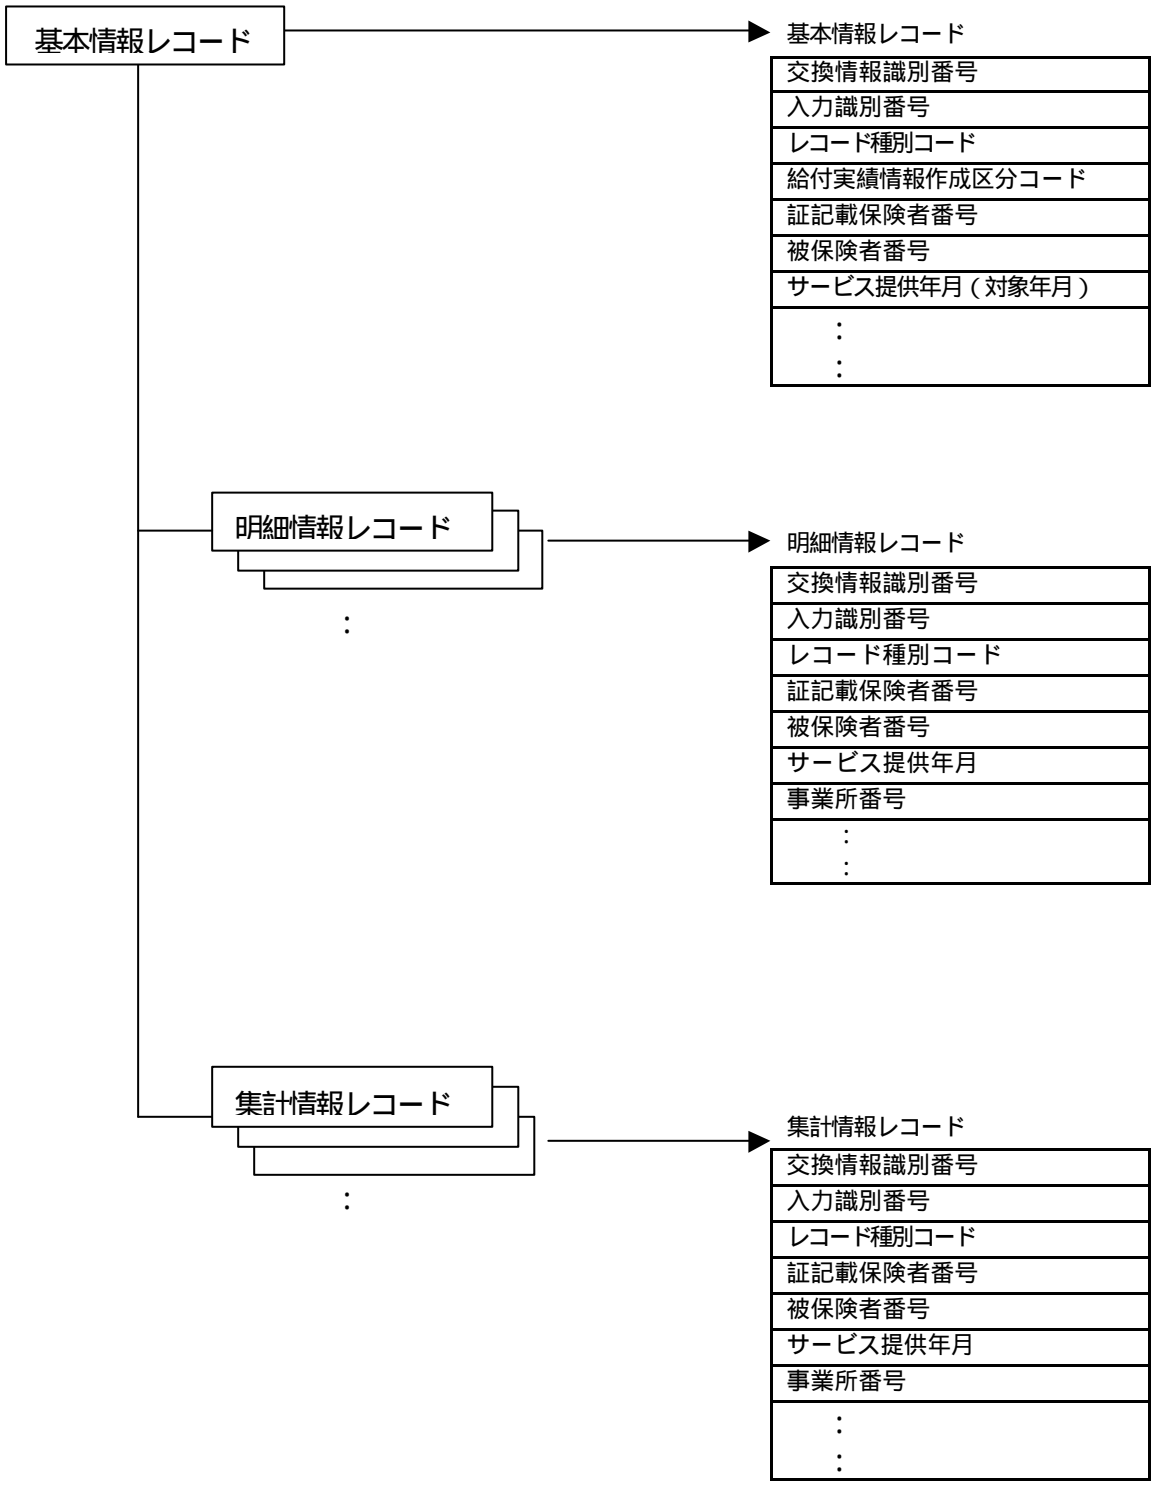 基本情報レコード
基本情報レコード
交換情報識別番号
入力識別番号
レコード種別コード
給付実績情報作成区分コード
証記載保険者番号
被保険者番号
サービス提供年月(対象年月)
:
:
明細情報レコード
:
明細情報レコード
交換情報識別番号
入力識別番号
レコード種別コード
証記載保険者番号
被保険者番号
サービス提供年月
事業所番号
:
:
集計情報レコード
:
集計情報レコード
交換情報識別番号
入力識別番号
レコード種別コード
証記載保険者番号
被保険者番号
サービス提供年月
事業所番号
:
: